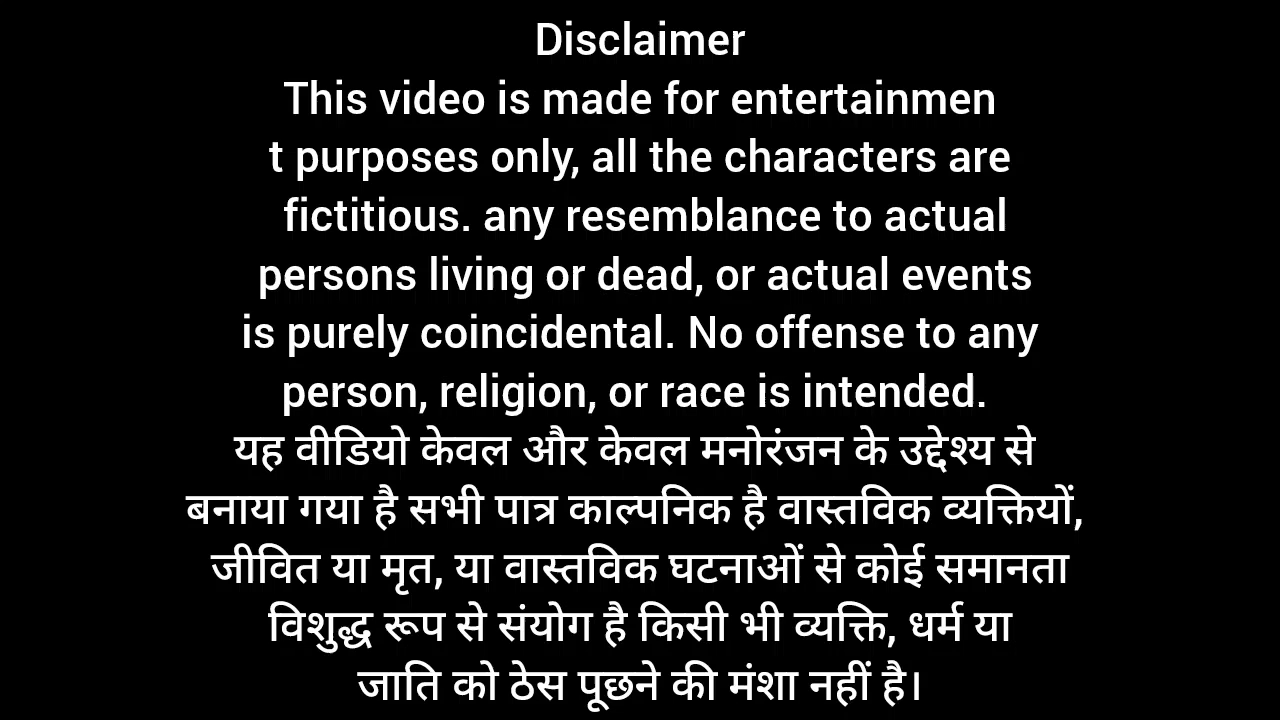 Disclaimer
This video is made for entertainmen
t purposes only, all the characters are
fictitious. any resemblance to actual
persons living or dead, or actual events
is purely coincidental. No offense to any
person, religion, or race is intended.
यह वीडियो केवल और केवल मनोरंजन के उद्देश्य से
बनाया गया है सभी पात्र काल्पनिक है वास्तविक व्यक्तियों,
जीवित या मृत, या वास्तविक घटनाओं से कोई समानता
विशुद्ध रूप से संयोग है किसी भी व्यक्ति, धर्म या
जाति को ठेस पूछने की मंशा नहीं है।